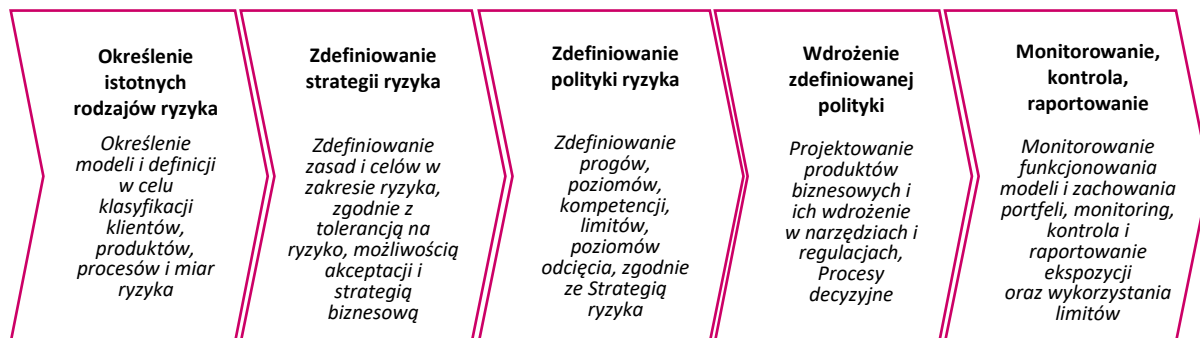 Określenie
istotnych
rodzajów ryzyka
Określenie
modeli i definicji
w celu
klasyfikacji
klientów,
produktów,
procesów i miar
ryzyka
Zdefiniowanie
strategii ryzyka
Zdefiniowanie
zasad i celów w
zakresie ryzyka,
zgodnie z
tolerancją na
ryzyko, możliwością
akceptacji i
strategią
biznesową
Zdefiniowanie
polityki ryzyka
Zdefiniowanie
progów,
poziomów,
kompetencji,
limitów,
poziomów
odcięcia, zgodnie
ze Strategią
ryzyka
Wdrożenie
zdefiniowanej
polityki
Projektowanie
produktów
biznesowych i
ich wdrożenie
w narzędziach i
regulacjach,
Procesy
decyzyjne
Monitorowanie,
kontrola,
raportowanie
Monitorowanie
funkcjonowania
modeli i zachowania
portfeli, monitoring,
kontrola i
raportowanie
ekspozycji
oraz wykorzystania
limitów